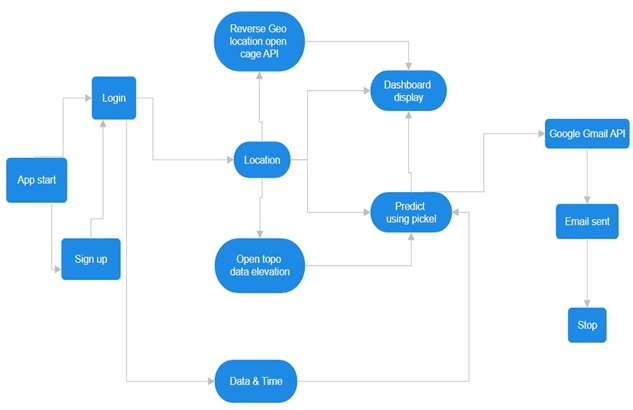 Reverse Geo
location open
cage API
Dashboard
display
Login
Google Gmail API
Location
App start
Predict
using pickel
Email sent
Sign up
Open topo
data elevation
Stop
Data & Time